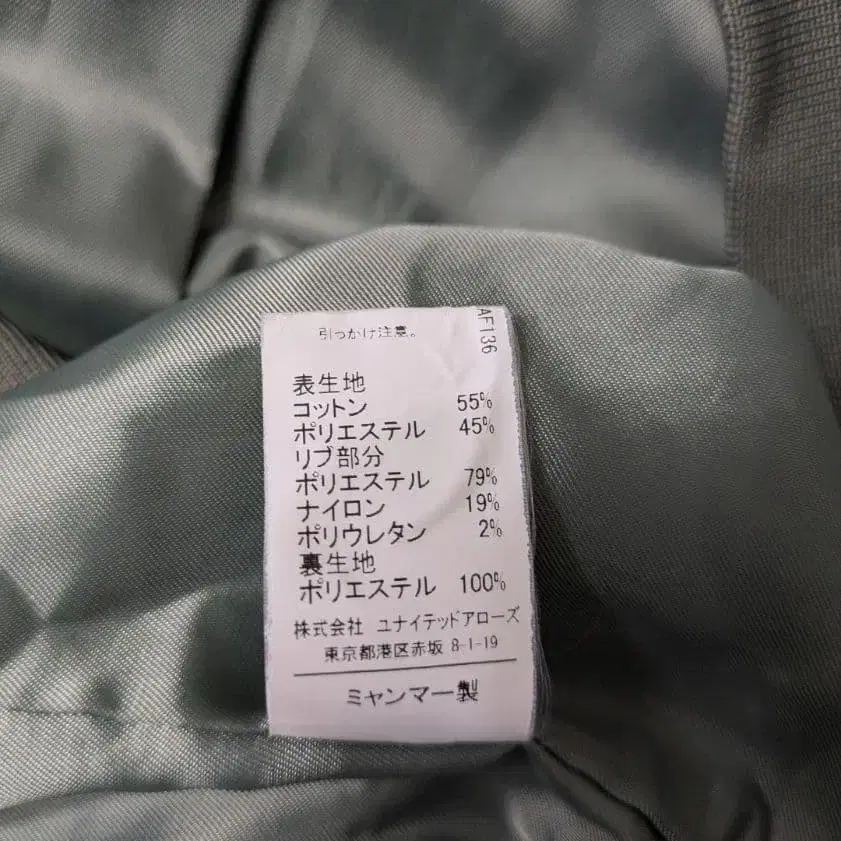 引っかけ注意。
AF136
表生地
コットン 55%
ポリエステル 45%
リブ部分
ポリエステル 79%
ナイロン 19%
ポリウレタン 2%
裏生地
ポリエステル 100%
株式会社 ユナイテッドアローズ
東京都港区赤坂 8-1-19
ミャンマー製